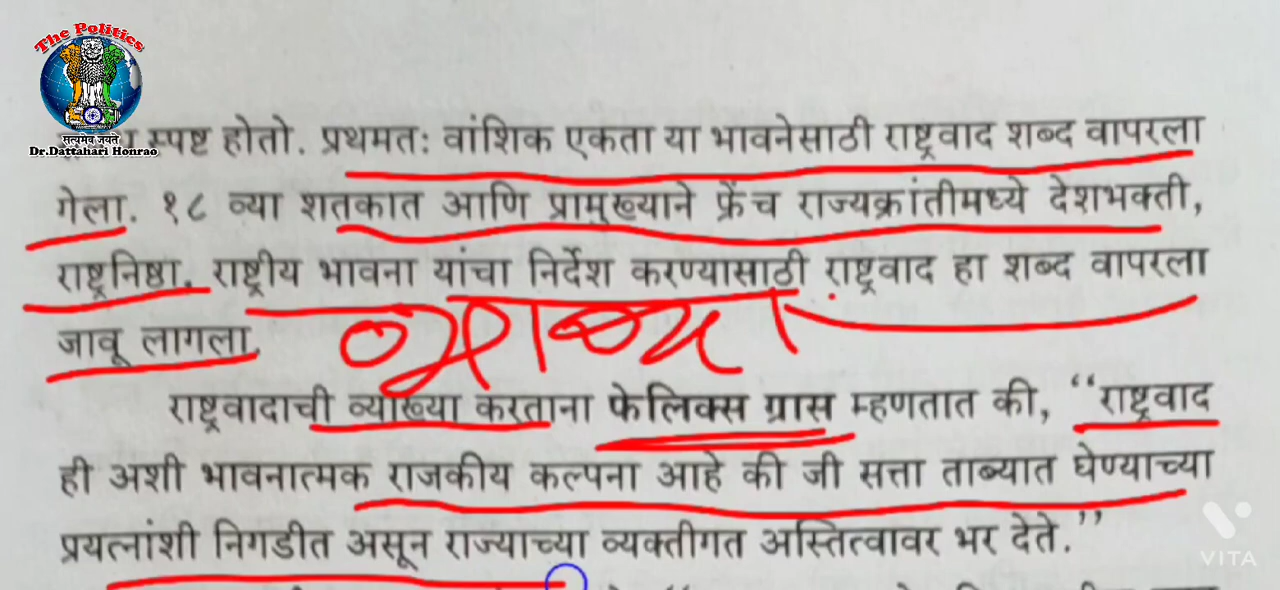 The Politics
सत्यमेव जयते
Dr.Dattahari Honrao
स्पष्ट होतो. प्रथमतः वांशिक एकता या भावनेसाठी राष्ट्रवाद शब्द वापरला
गेला. १८ व्या शतकात आणि प्रामुख्याने फ्रेंच राज्यक्रांतीमध्ये देशभक्ती,
राष्ट्रनिष्ठा, राष्ट्रीय भावना यांचा निर्देश करण्यासाठी राष्ट्रवाद हा शब्द वापरला
जावू लागला.
राष्ट्रवादाची व्याख्या करताना फेलिक्स ग्रास म्हणतात की, “राष्ट्रवाद
ही अशी भावनात्मक राजकीय कल्पना आहे की जी सत्ता ताब्यात घेण्याच्या
प्रयत्नांशी निगडीत असून राज्याच्या व्यक्तीगत अस्तित्वावर भर देते.”
VITA